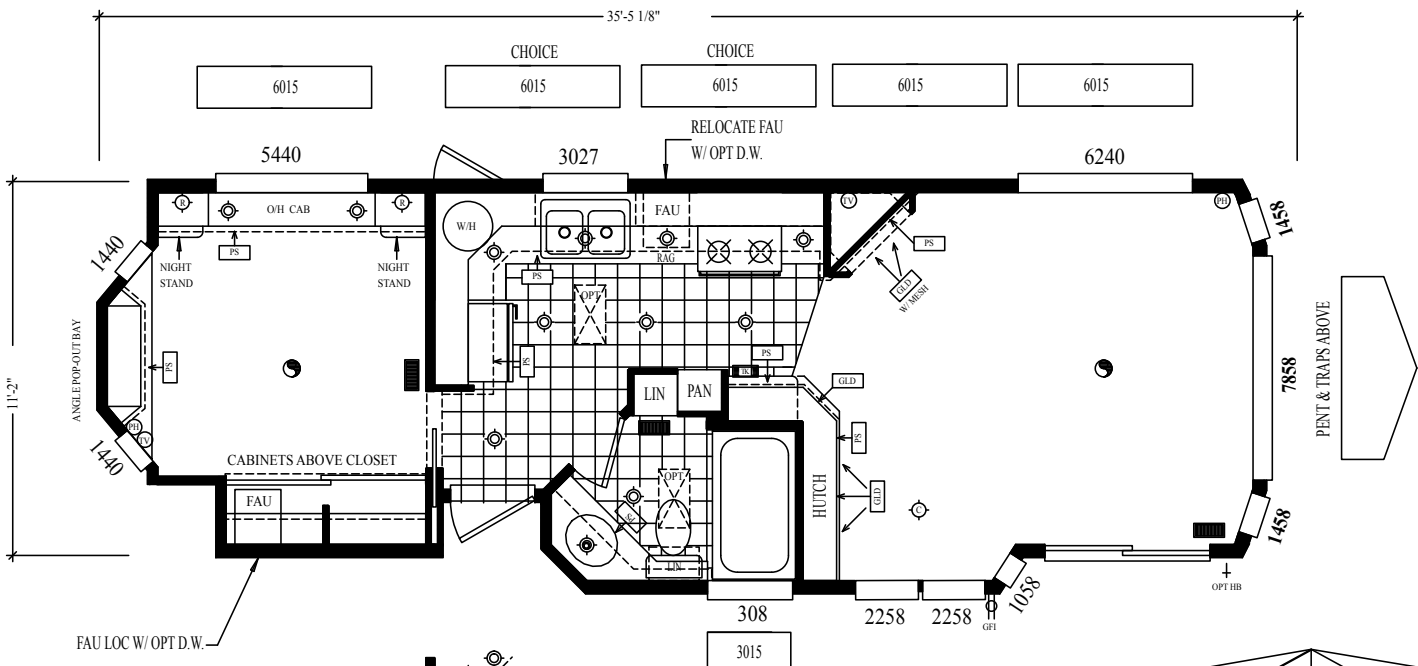 35'-5 1/8"
CHOICE
CHOICE
6015
6015
6015
6015
6015
RELOCATE FAU
W/ OPT D.W.
5440
3027
6240
R
O/H CAB
R
TV
PH
W/H
FAU
1440
1458
PS
PS
RAG
PS
NIGHT
STAND
NIGHT
STAND
PS
OPT
GLD
W/ MESH
11'-2"
ANGLE POP-OUT BAY
PS
PS
PS
TK
GLD
LIN
PAN
7858
PENT & TRAPS ABOVE
PH
TV
1440
PS
CABINETS ABOVE CLOSET
FAU
OPT
HUTCH
GLD
C
1458
LIN
1058
OPT HB
308
2258
2258
GFI
FAU LOC W/ OPT D.W.
3015